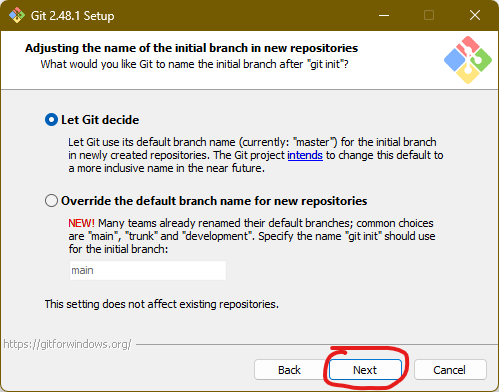 Git 2.48.1 Setup
Adjusting the name of the initial branch in new repositories
What would you like Git to name the initial branch after "git init"?
Let Git decide
Let Git use its default branch name (currently: "master") for the initial branch
in newly created repositories. The Git project intends to change this default to
a more inclusive name in the near future.
Override the default branch name for new repositories
NEW! Many teams already renamed their default branches; common choices
are "main", "trunk" and "development". Specify the name "git init" should use
for the initial branch:
main
This setting does not affect existing repositories.
https://gitforwindows.org/
Back Next Cancel